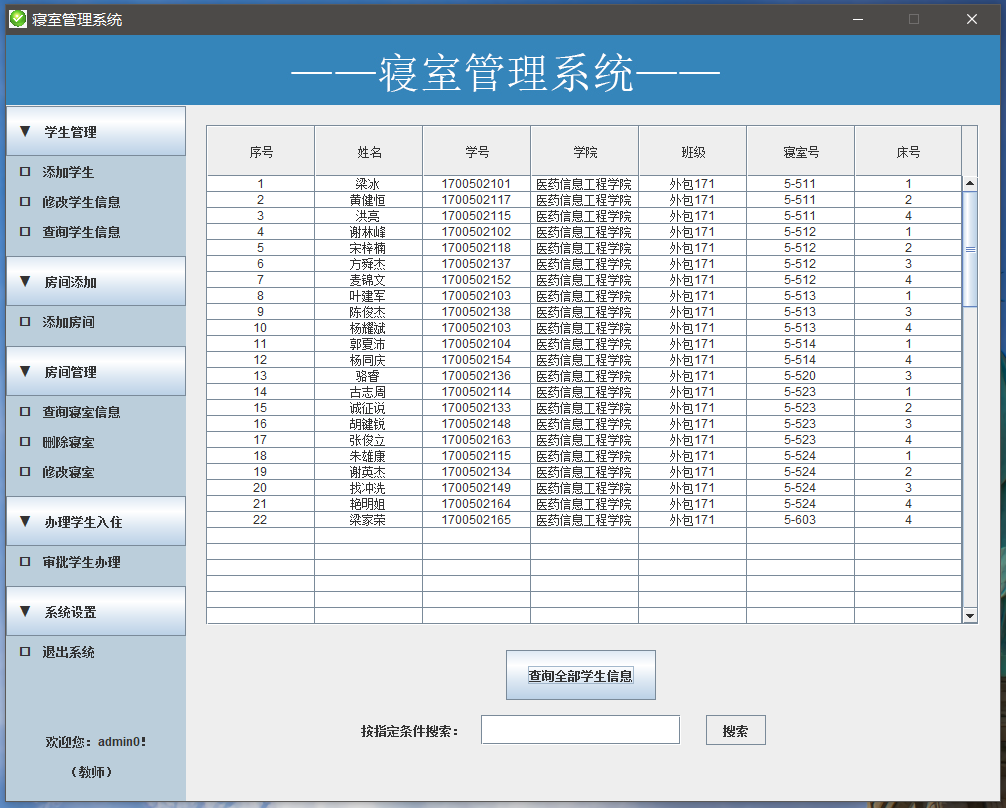 寝室管理系统
——寝室管理系统——
▼ 学生管理
添加学生
修改学生信息
查询学生信息
▼ 房间添加
添加房间
▼ 房间管理
查询寝室信息
删除寝室
修改寝室
▼ 办理学生入住
审批学生办理
▼ 系统设置
退出系统
欢迎您：admin0!
（教师）
序号 姓名 学号 学院 班级 寝室号 床号
1 梁冰 1700502101 医药信息工程学院 外包171 5-511 1
2 黄健恒 1700502117 医药信息工程学院 外包171 5-511 2
3 洪亮 1700502115 医药信息工程学院 外包171 5-511 4
4 谢林峰 1700502102 医药信息工程学院 外包171 5-512 1
5 宋梓楠 1700502118 医药信息工程学院 外包171 5-512 2
6 方舜杰 1700502137 医药信息工程学院 外包171 5-512 3
7 麦锦文 1700502152 医药信息工程学院 外包171 5-512 4
8 叶建军 1700502103 医药信息工程学院 外包171 5-513 1
9 陈俊杰 1700502138 医药信息工程学院 外包171 5-513 3
10 杨耀斌 1700502103 医药信息工程学院 外包171 5-513 4
11 郭夏沛 1700502104 医药信息工程学院 外包171 5-514 1
12 杨同庆 1700502154 医药信息工程学院 外包171 5-514 4
13 骆睿 1700502136 医药信息工程学院 外包171 5-520 3
14 古志周 1700502114 医药信息工程学院 外包171 5-523 1
15 诚征说 1700502133 医药信息工程学院 外包171 5-523 2
16 胡键锐 1700502148 医药信息工程学院 外包171 5-523 3
17 张俊立 1700502163 医药信息工程学院 外包171 5-523 4
18 朱雄康 1700502115 医药信息工程学院 外包171 5-524 1
19 谢英杰 1700502134 医药信息工程学院 外包171 5-524 2
20 找冲洗 1700502149 医药信息工程学院 外包171 5-524 3
21 艳明姐 1700502164 医药信息工程学院 外包171 5-524 4
22 梁家荣 1700502165 医药信息工程学院 外包171 5-603 4
查询全部学生信息
按指定条件搜索：
搜索